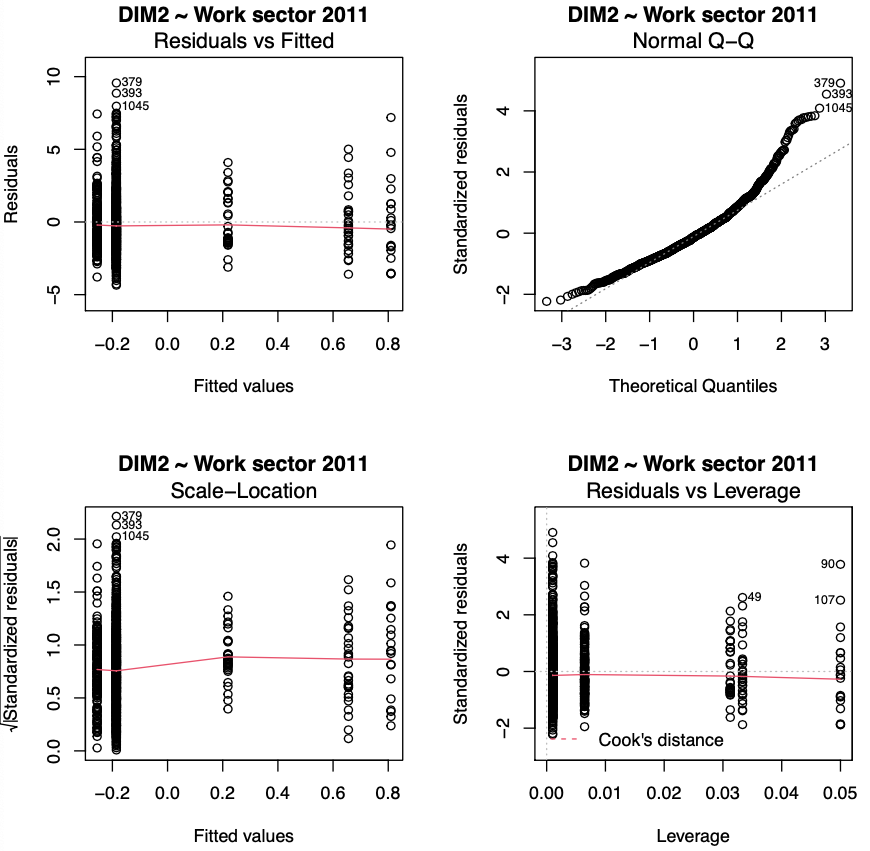 DIM2 ~ Work sector 2011
Residuals vs Fitted
Residuals
10
5
0
−5
379
393
1045
−0.2 0.0 0.2 0.4 0.6 0.8
Fitted values
DIM2 ~ Work sector 2011
Normal Q−Q
Standardized residuals
4
2
0
−2
379
393
1045
−3 −2 −1 0 1 2 3
Theoretical Quantiles
DIM2 ~ Work sector 2011
Scale−Location
√|Standardized residuals|
2.0
1.5
1.0
0.5
0.0
379
393
1045
−0.2 0.0 0.2 0.4 0.6 0.8
Fitted values
DIM2 ~ Work sector 2011
Residuals vs Leverage
Standardized residuals
4
2
0
−2
90
107
49
Cook's distance
0.00 0.01 0.02 0.03 0.04 0.05
Leverage